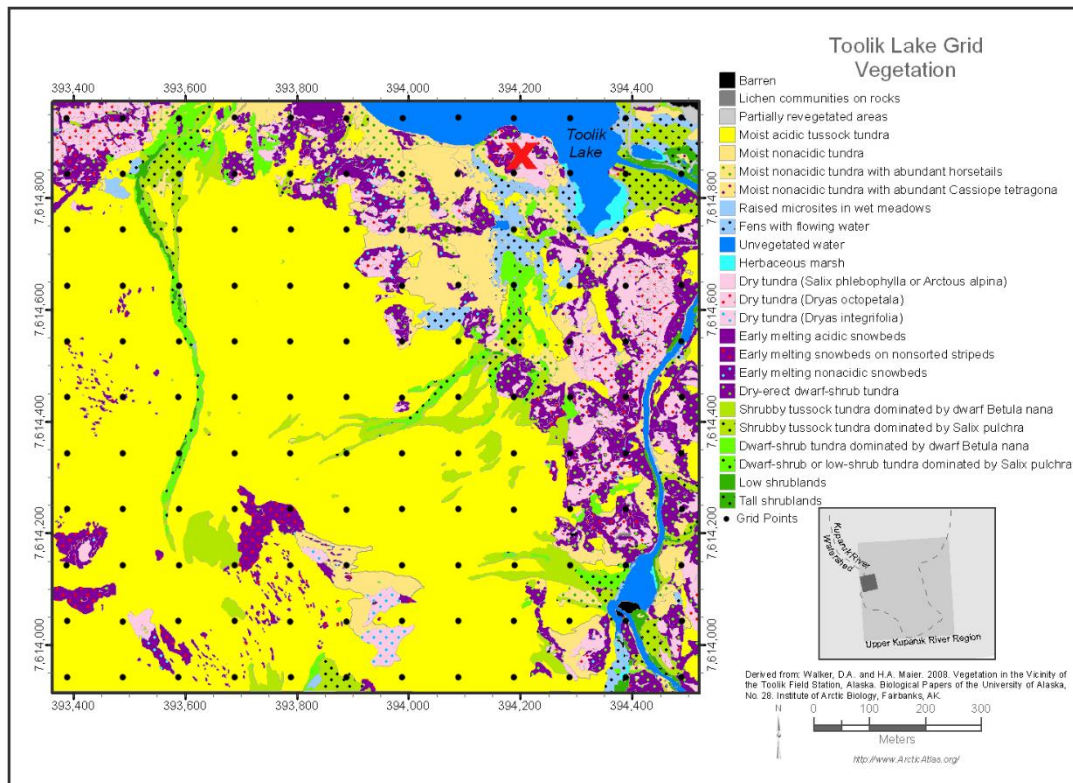 Toolik Lake Grid
Vegetation
393,400 393,600 393,800 394,000 394,200 394,400
7,614,800
7,614,600
7,614,400
7,614,200
7,614,000
Toolik
Lake
X
7,614,800
7,614,600
7,614,400
7,614,200
7,614,000
393,400 393,600 393,800 394,000 394,200 394,400
Barren
Lichen communities on rocks
Partially revegetated areas
Moist acidic tussock tundra
Moist nonacidic tundra
Moist nonacidic tundra with abundant horsetails
Moist nonacidic tundra with abundant Cassiope tetragona
Raised microsites in wet meadows
Fens with flowing water
Unvegetated water
Herbaceous marsh
Dry tundra (Salix phlebophylla or Arctous alpina)
Dry tundra (Dryas octopetala)
Dry tundra (Dryas integrifolia)
Early melting acidic snowbeds
Early melting snowbeds on nonsorted stripeds
Early melting nonacidic snowbeds
Dry-erect dwarf-shrub tundra
Shrubby tussock tundra dominated by dwarf Betula nana
Shrubby tussock tundra dominated by Salix pulchra
Dwarf-shrub tundra dominated by dwarf Betula nana
Dwarf-shrub or low-shrub tundra dominated by Salix pulchra
Low shrublands
Tall shrublands
Grid Points
Kuparuk River
Watershed
Upper Kuparuk River Region
Derived from: Walker, D.A. and H.A. Maier. 2008. Vegetation in the Vicinity of
the Toolik Field Station, Alaska. Biological Papers of the University of Alaska,
No. 28. Institute of Arctic Biology, Fairbanks, AK.
N
0 50 100 200 300
Meters
http://www.ArcticAtlas.org/